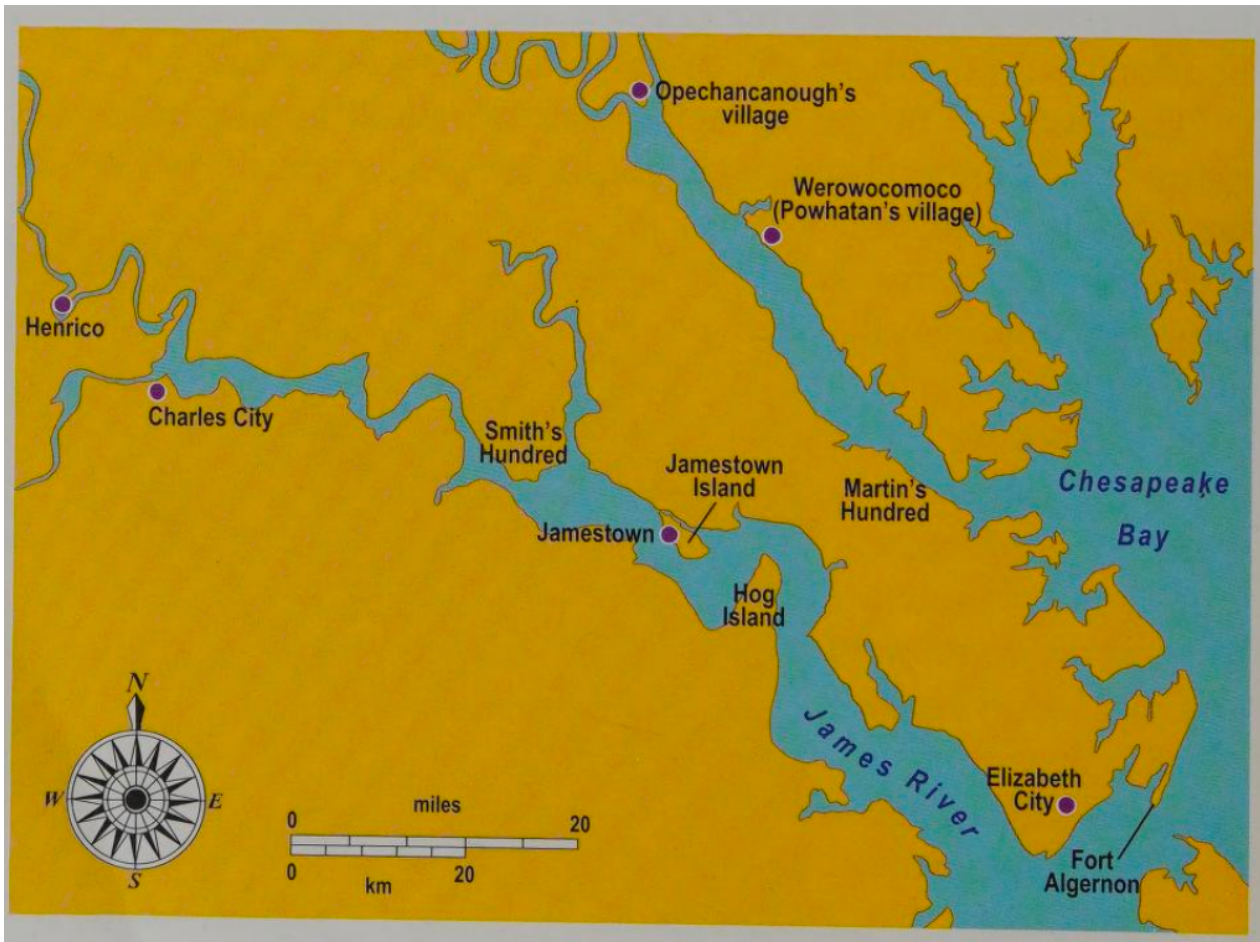 Opechancanough's
village
Werowocomoco
(Powhatan's village)
Henrico
Charles City
Smith's
Hundred
Jamestown
Island
Martin's
Hundred
Chesapeake
Bay
Jamestown
Hog
Island
James River
Elizabeth
City
Fort
Algernon
N
W E
S
miles
0 20
0 20
km